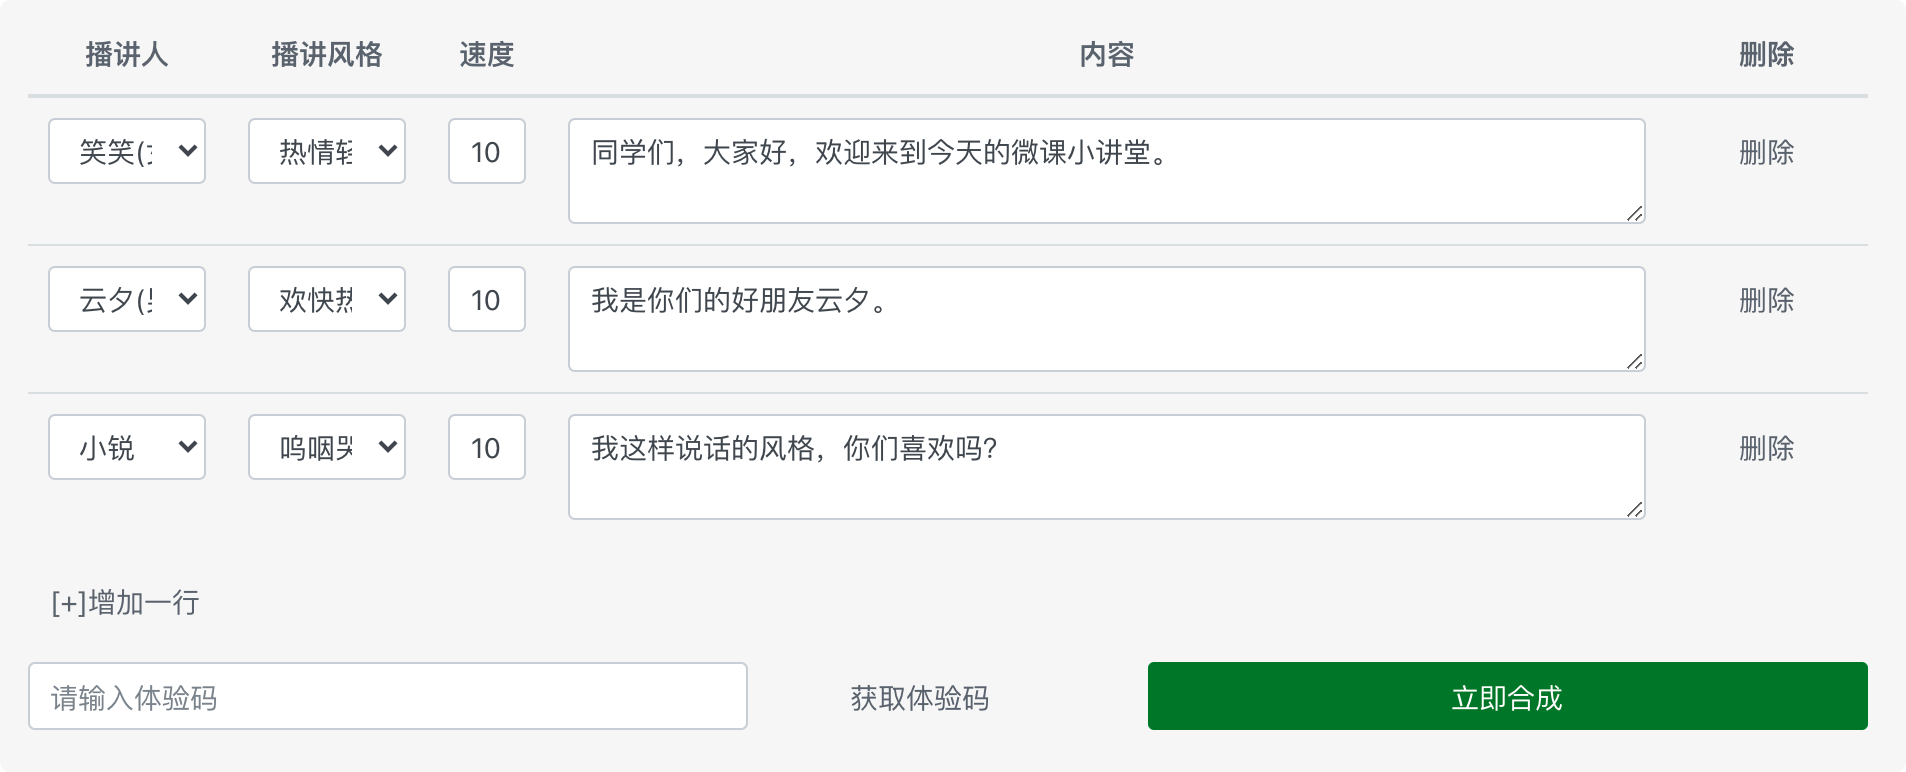 播讲人 播讲风格 速度 内容 删除
笑笑( 热情轻 10 同学们，大家好，欢迎来到今天的微课小讲堂。 删除
云夕( 欢快热 10 我是你们的好朋友云夕。 删除
小锐 呜咽哭 10 我这样说话的风格，你们喜欢吗？ 删除
[+]增加一行
请输入体验码 获取体验码 立即合成